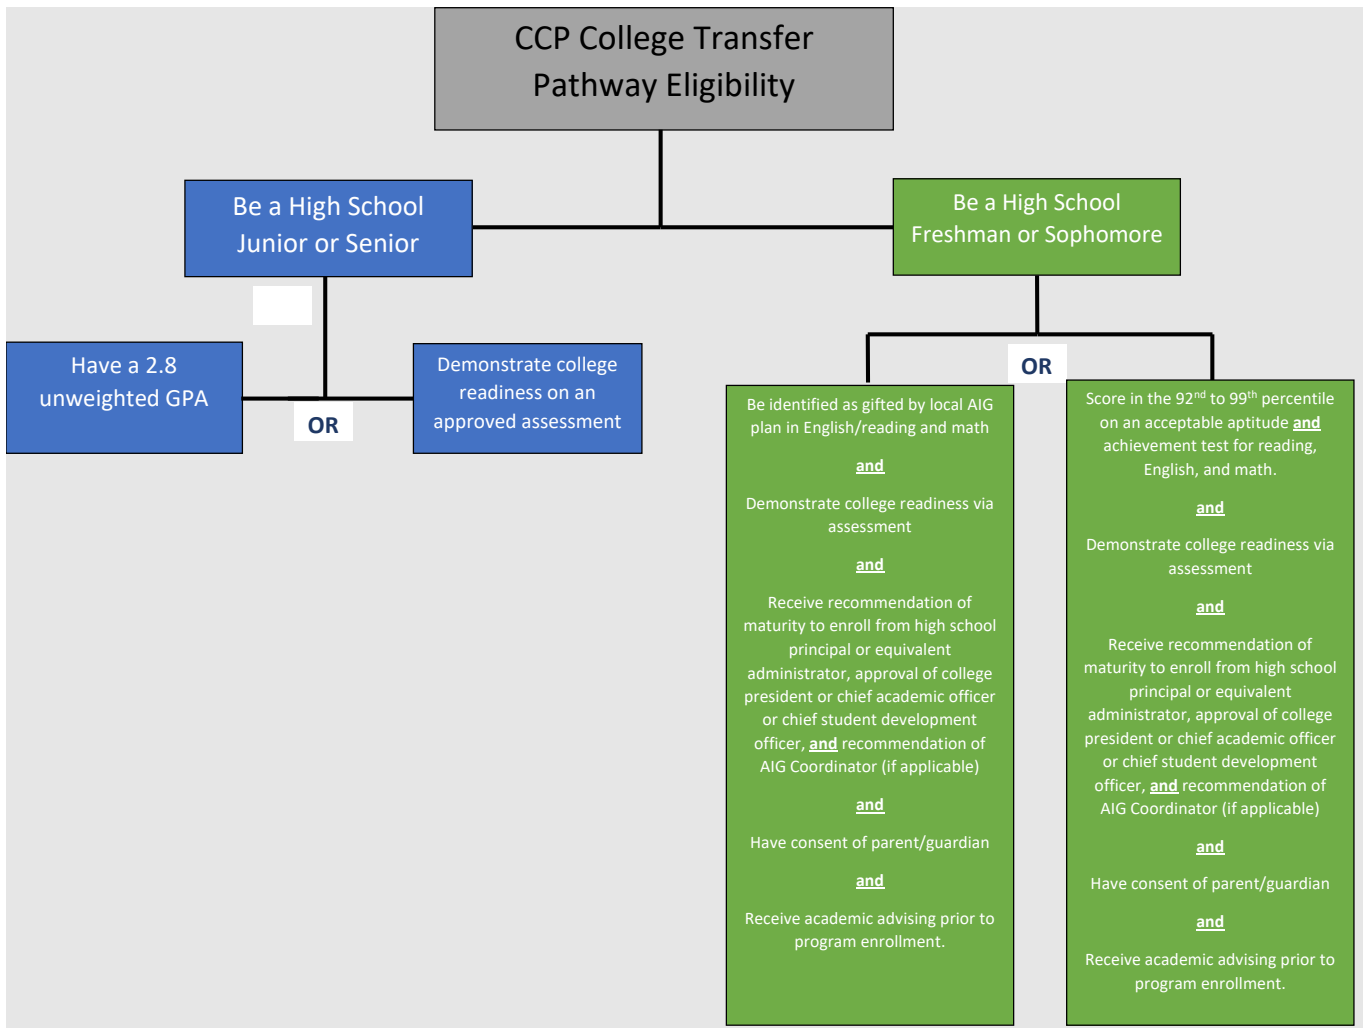 CCP College Transfer
Pathway Eligibility
Be a High School
Junior or Senior
Be a High School
Freshman or Sophomore
Have a 2.8
unweighted GPA
OR
Demonstrate college
readiness on an
approved assessment
OR
Be identified as gifted by local AIG
plan in English/reading and math
and
Demonstrate college readiness via
assessment
and
Receive recommendation of
maturity to enroll from high school
principal or equivalent
administrator, approval of college
president or chief academic officer
or chief student development
officer, and recommendation of
AIG Coordinator (if applicable)
and
Have consent of parent/guardian
and
Receive academic advising prior to
program enrollment.
Score in the 92nd to 99th percentile
on an acceptable aptitude and
achievement test for reading,
English, and math.
and
Demonstrate college readiness via
assessment
and
Receive recommendation of
maturity to enroll from high school
principal or equivalent
administrator, approval of college
president or chief academic officer
or chief student development
officer, and recommendation of
AIG Coordinator (if applicable)
and
Have consent of parent/guardian
and
Receive academic advising prior to
program enrollment.